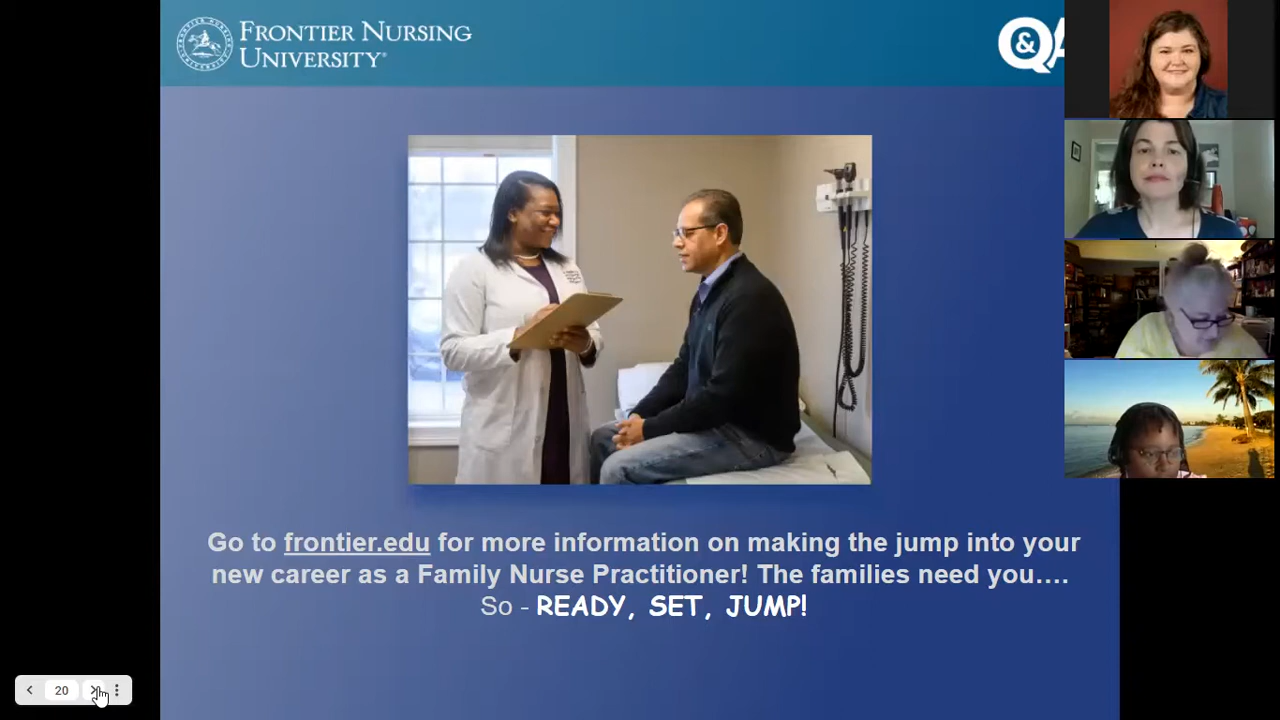 FRONTIER NURSING
UNIVERSITY®
Q&A
Go to frontier.edu for more information on making the jump into your
new career as a Family Nurse Practitioner! The families need you....
So - READY, SET, JUMP!
20